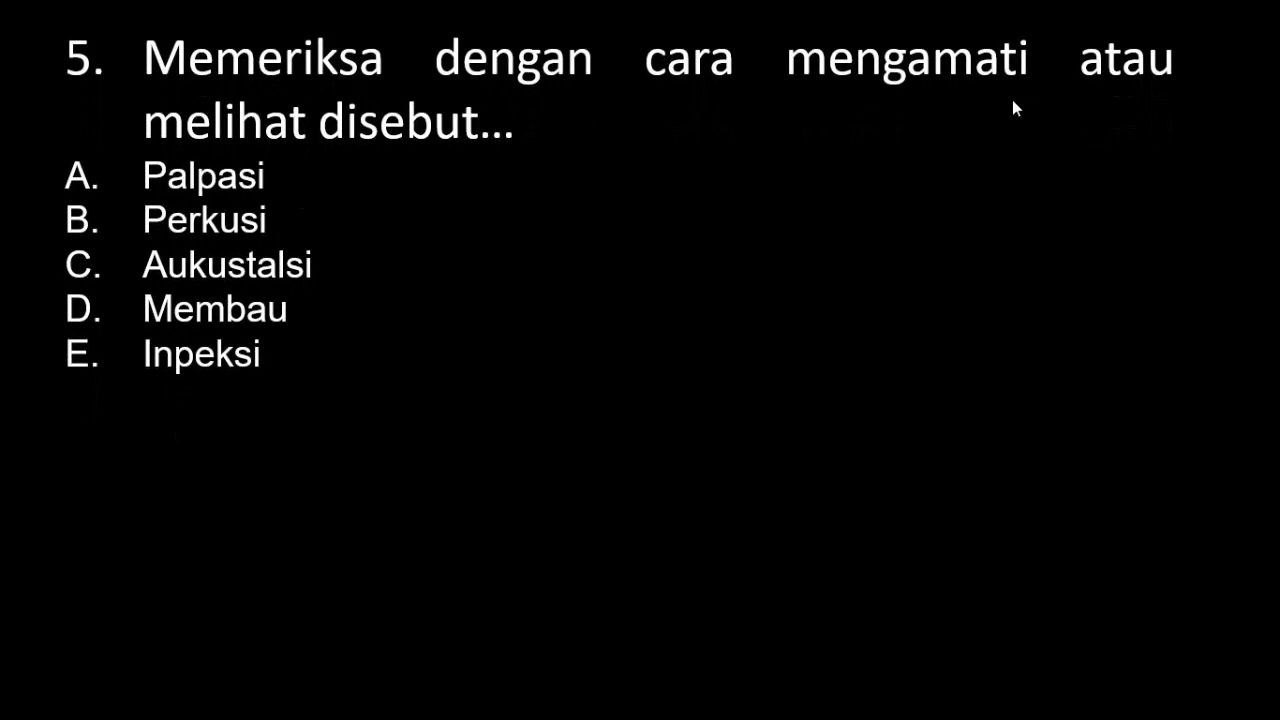 5. Memeriksa dengan cara mengamati atau
melihat disebut...
A. Palpasi
B. Perkusi
C. Aukustalsi
D. Membau
E. Inpeksi